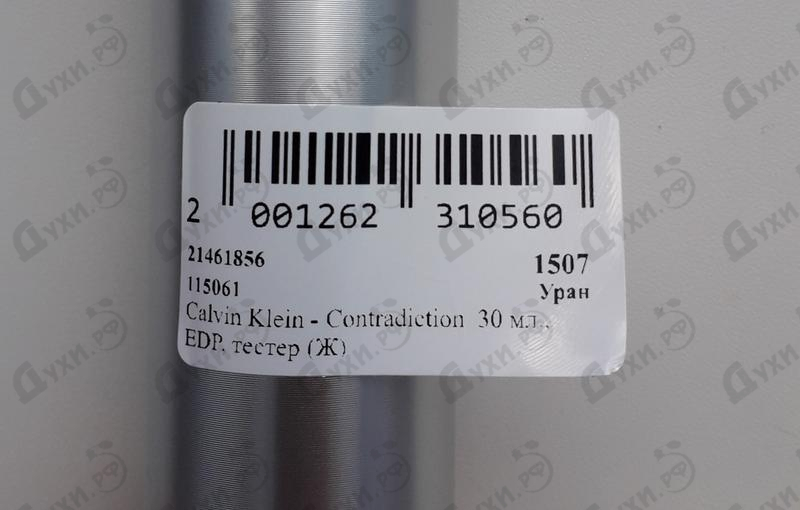 2 001262 310560
21461856 1507
115061 Уран
Calvin Klein - Contradiction 30 мл.,
EDP, тестер (Ж)
Духи.рф